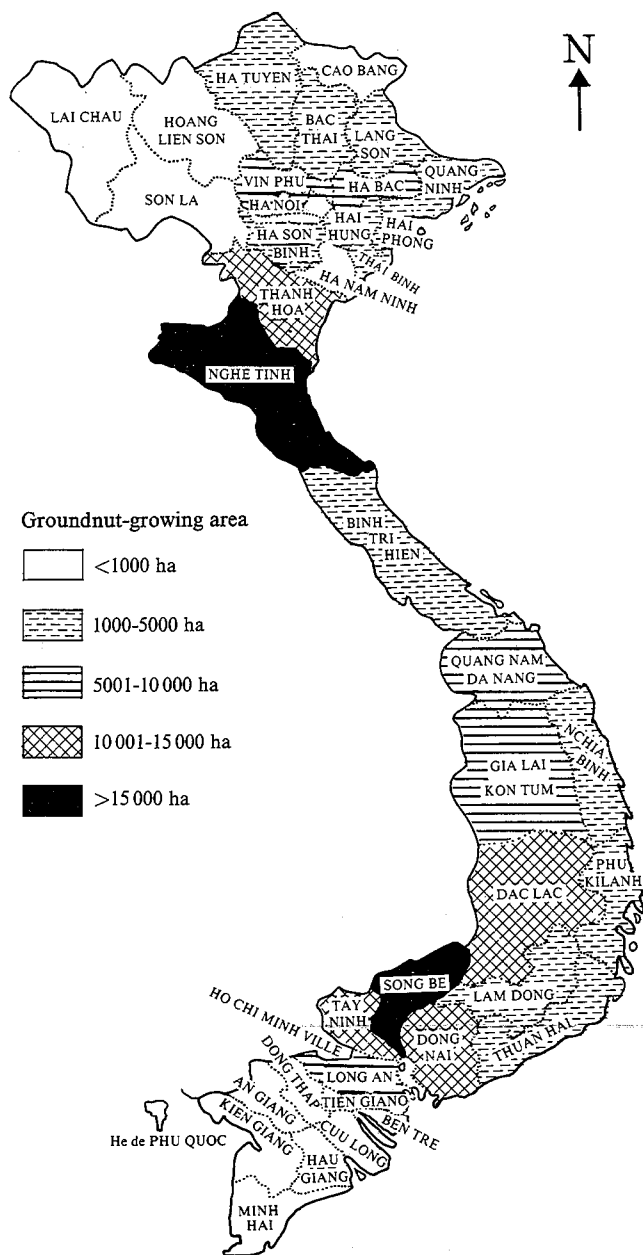 N
HA TUYEN
CAO BANG
LAI CHAU
HOANG
LIEN SON
BAC
THAI
LANG
SON
QUANG
NINH
VIN PHU
HA BAC
SON LA
CHA NOI
HAI
HUNG
HAI
PHONG
HA SON
BINH
THAI BINH
HA NAM NINH
THANH
HOA
NGHE TINH
BINH
TRI
HIEN
Groundnut-growing area
<1000 ha
1000-5000 ha
5001-10 000 ha
10 001-15 000 ha
>15 000 ha
QUANG NAM
DA NANG
NCHIA
BINH
GIA LAI
KON TUM
PHU
KILANH
DAC LAC
SONG BE
TAY
NINH
LAM DONG
HO CHI MINH VILLE
DONG
NAI
THUAN HAI
DONG THAP
LONG AN
AN GIANG
TIEN GIANO
KIEN GIANG
BEN TRE
He de PHU QUOC
CUU LONG
HAU
GIANG
MINH
HAI